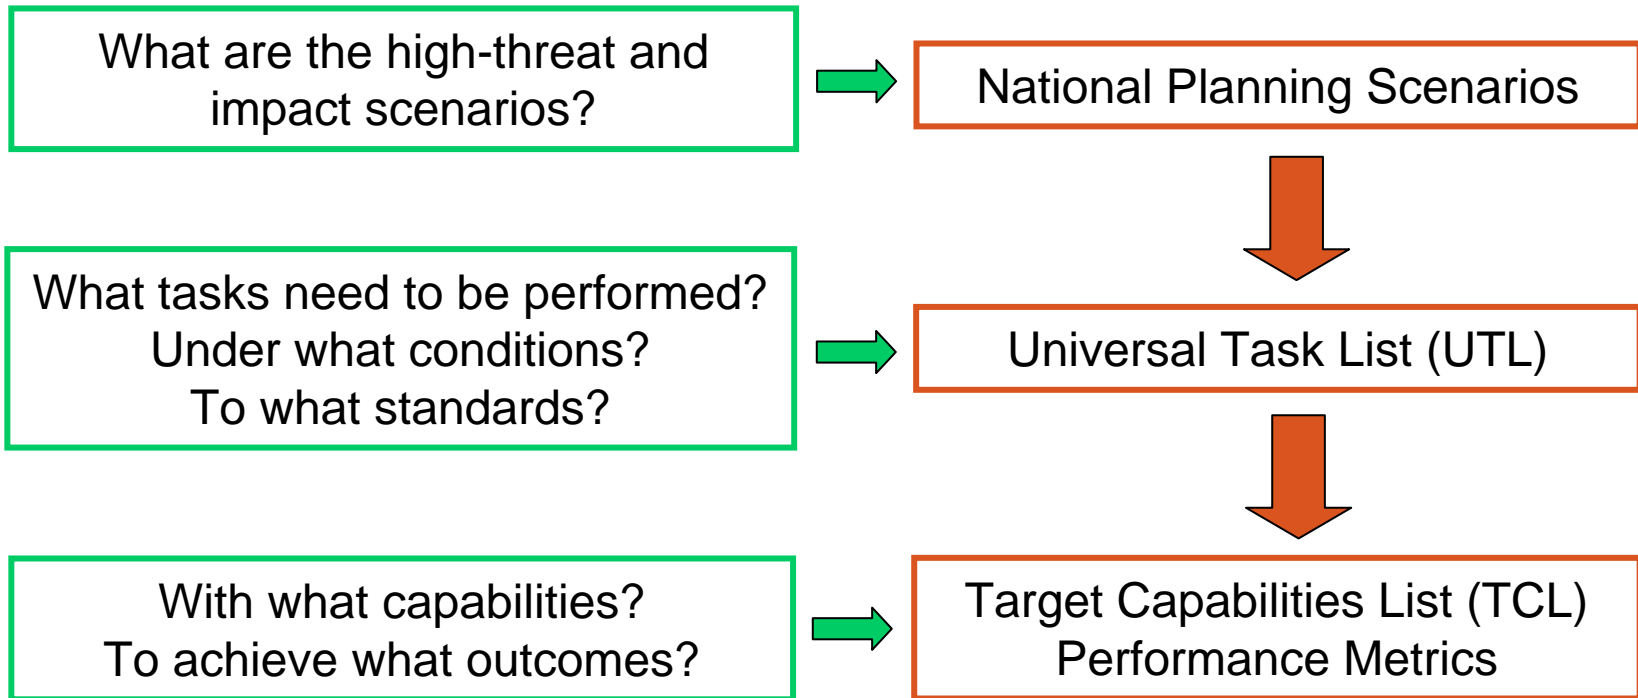 What are the high-threat and
impact scenarios?
National Planning Scenarios
What tasks need to be performed?
Under what conditions?
To what standards?
Universal Task List (UTL)
With what capabilities?
To achieve what outcomes?
Target Capabilities List (TCL)
Performance Metrics